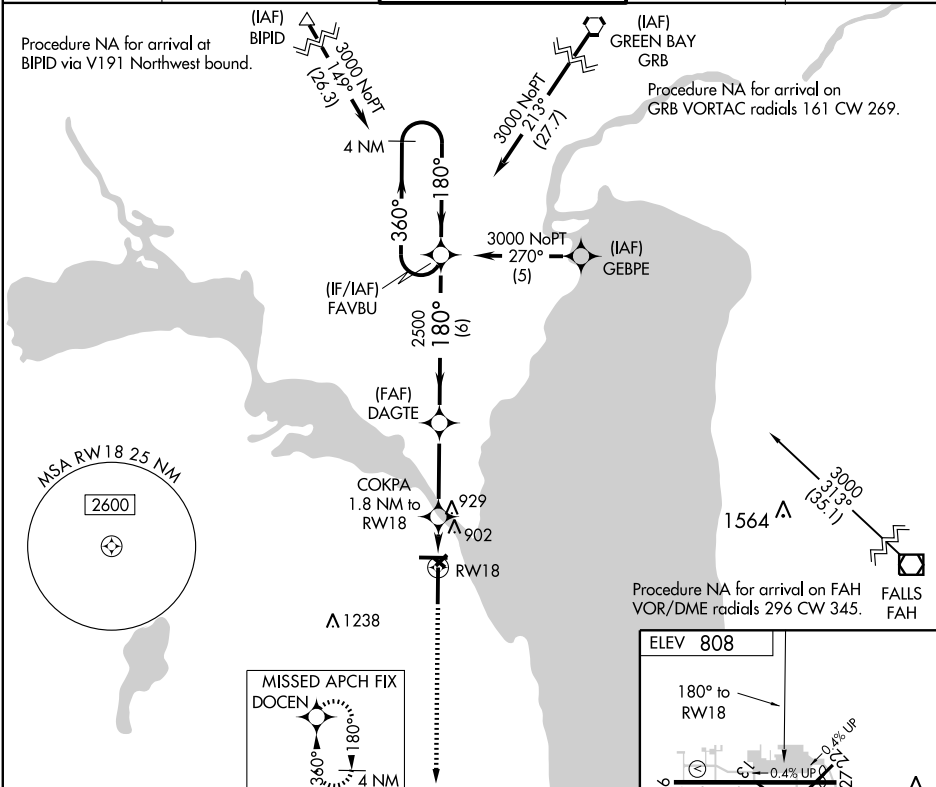 (IAF)
BIPID
3000 NoPT
149°
(26.3)
(IAF)
GREEN BAY
GRB
3000 NoPT
213°
(27.7)
Procedure NA for arrival at
BIPID via V191 Northwest bound.
Procedure NA for arrival on
GRB VORTAC radials 161 CW 269.
4 NM
180°
360°
3000 NoPT
270°
(5)
(IAF)
GEBPE
(IF/IAF)
FAVBU
2500
180°
(6)
(FAF)
DAGTE
MSA RW18 25 NM
2600
COKPA
1.8 NM to
RW18
929
902
RW18
1238
1564
3000
313°
(35.1)
FALLS
FAH
Procedure NA for arrival on FAH
VOR/DME radials 296 CW 345.
MISSED APCH FIX
DOCEN
180°
360°
4 NM
ELEV 808
180° to
RW18
0.4% UP
0.4% UP
13
22
27
9